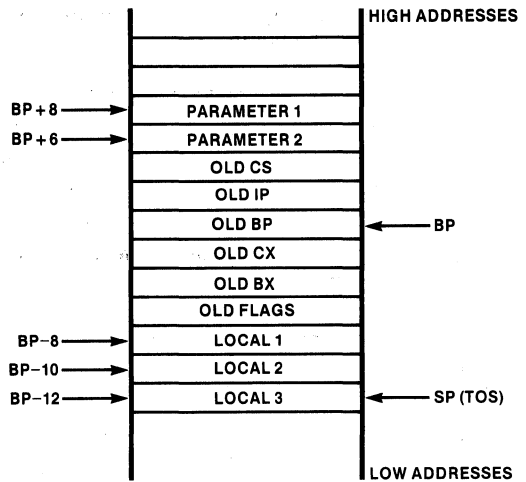 HIGH ADDRESSES
BP+8 PARAMETER 1
BP+6 PARAMETER 2
OLD CS
OLD IP
OLD BP BP
OLD CX
OLD BX
OLD FLAGS
BP−8 LOCAL 1
BP−10 LOCAL 2
BP−12 LOCAL 3 SP (TOS)
LOW ADDRESSES